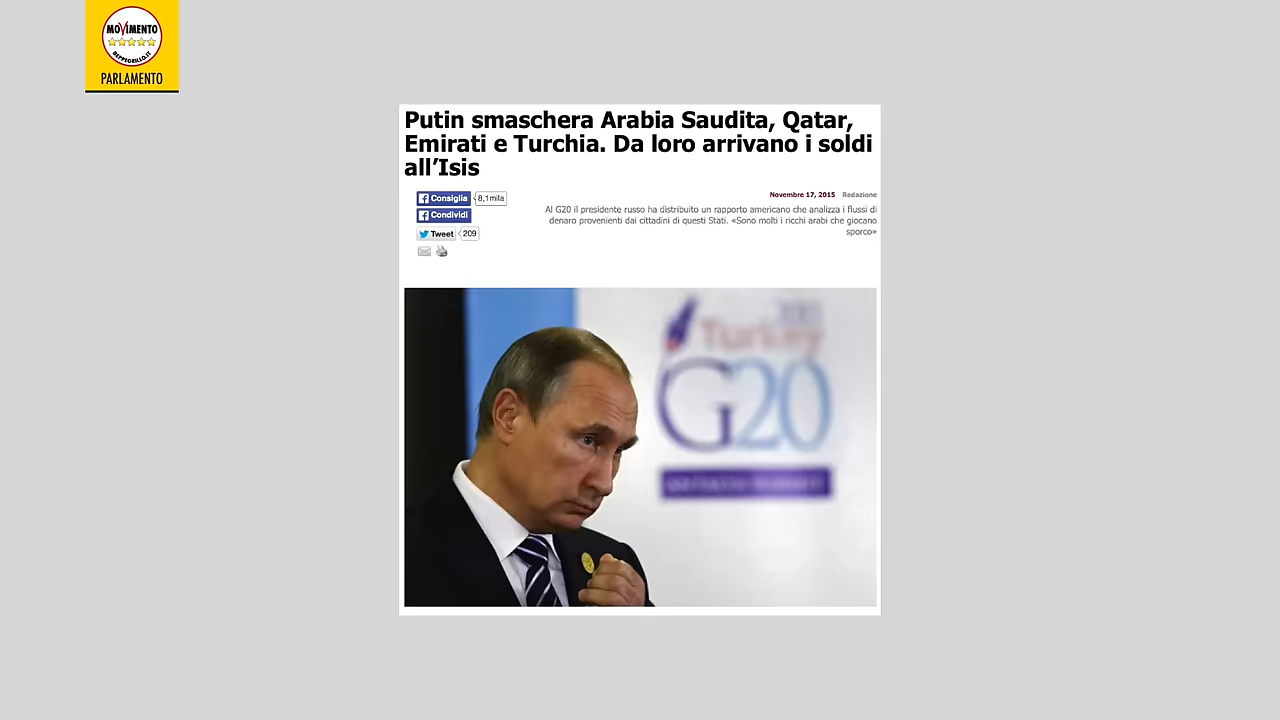 MOVIMENTO
BEPPEGRILLO.IT
PARLAMENTO
Putin smaschera Arabia Saudita, Qatar,
Emirati e Turchia. Da loro arrivano i soldi
all’Isis
Consiglia 8,1mila
Condividi
Tweet 209
Novembre 17, 2015 Redazione
Al G20 il presidente russo ha distribuito un rapporto americano che analizza i flussi di
denaro provenienti dai cittadini di questi Stati. «Sono molti i ricchi arabi che giocano
sporco»
Turkey
G20